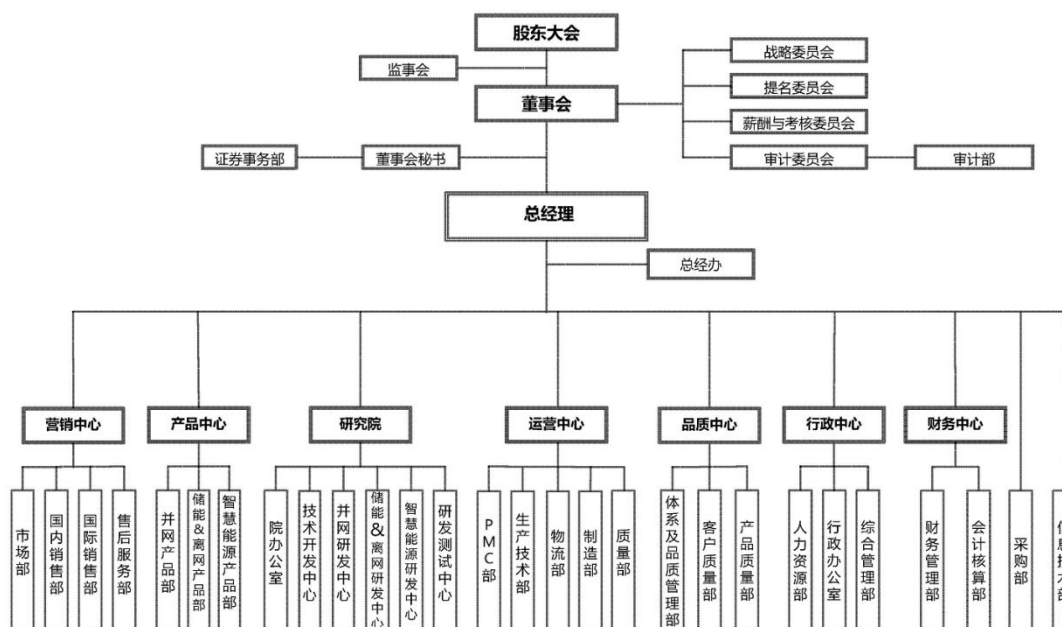 股东大会
监事会
董事会
战略委员会
提名委员会
薪酬与考核委员会
审计委员会
审计部
证券事务部
董事会秘书
总经理
总经办
营销中心
产品中心
研究院
运营中心
品质中心
行政中心
财务中心
市场部
国内销售部
国际销售部
售后服务部
并网产品部
储能&离网产品部
智慧能源产品部
院办公室
技术开发中心
并网研发中心
储能&离网研发中心
智慧能源研发中心
研发测试中心
PMC部
生产技术部
物流部
制造部
质量部
体系及品质管理部
客户质量部
产品质量部
人力资源部
行政办公室
综合管理部
财务管理部
会计核算部
采购部